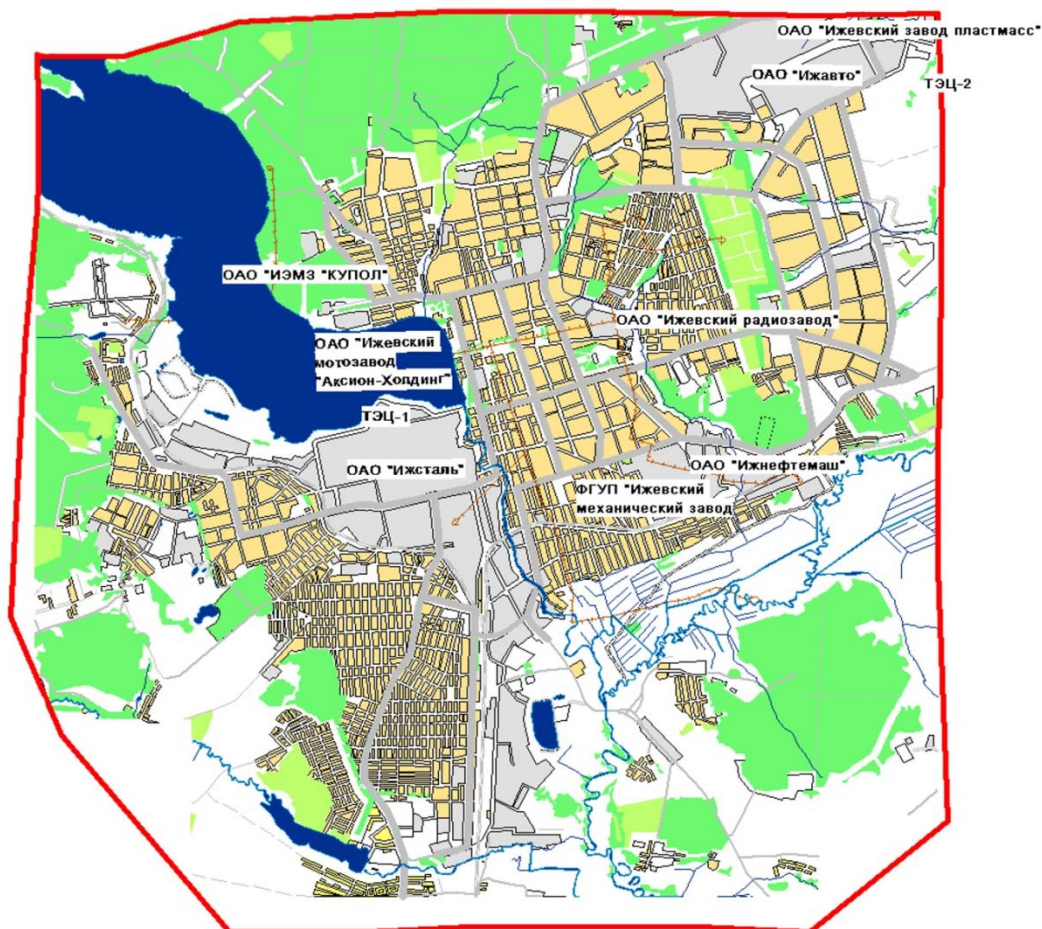 ОАО "Ижевский завод пластмасс"
ОАО "Ижавто"
ТЭЦ-2
ОАО "ИЭМЗ "КУПОЛ"
ОАО "Ижевский радиозавод"
ОАО "Ижевский
мотозавод
"Аксион-Холдинг"
ТЭЦ-1
ОАО "Ижсталь"
ОАО "Ижнефтемаш"
ФГУП "Ижевский
механический завод